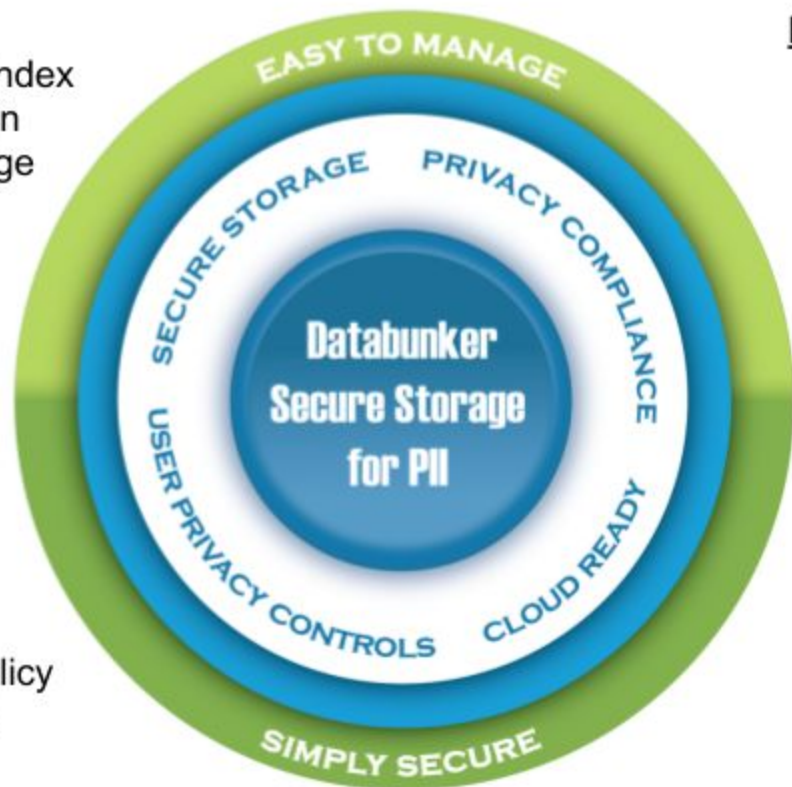 EASY TO MANAGE
SECURE STORAGE
PRIVACY COMPLIANCE
Databunker
Secure Storage
for PII
USER PRIVACY CONTROLS
CLOUD READY
SIMPLY SECURE